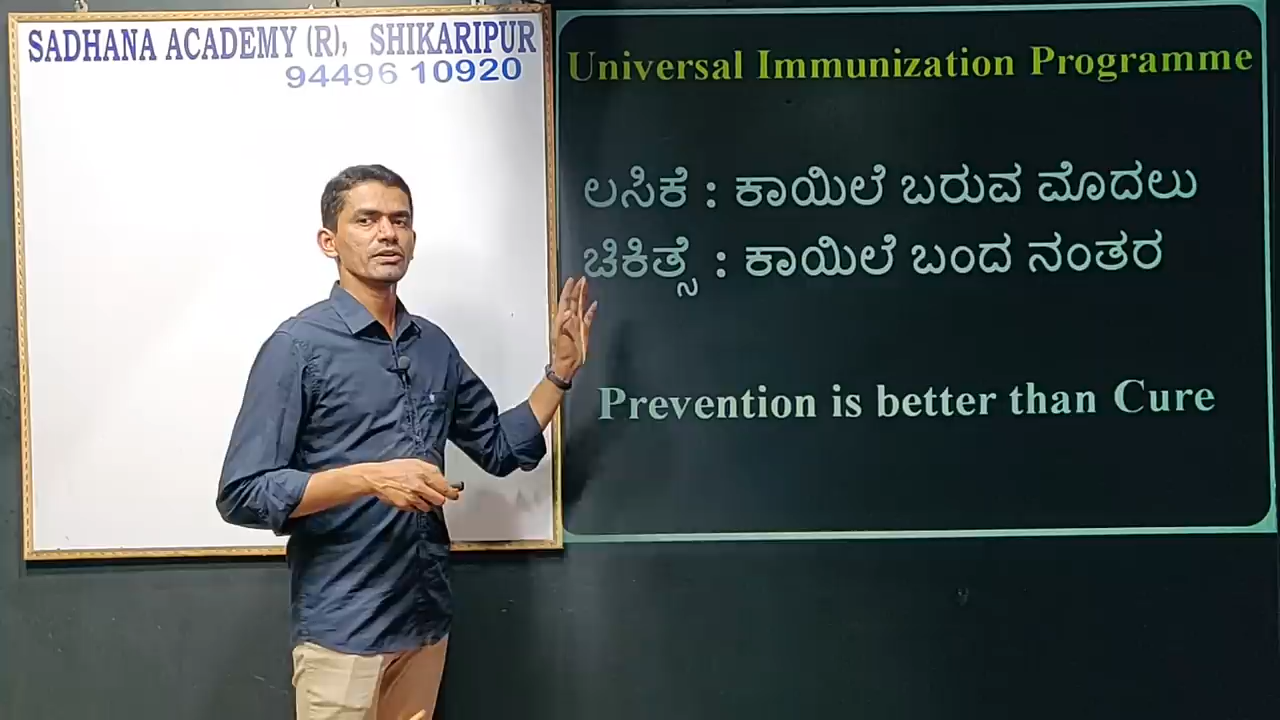 SADHANA ACADEMY (R), SHIKARIPUR
94496 10920
Universal Immunization Programme
ಲಸಿಕೆ : ಕಾಯಿಲೆ ಬರುವ ಮೊದಲು
ಚಿಕಿತ್ಸೆ : ಕಾಯಿಲೆ ಬಂದ ನಂತರ
Prevention is better than Cure